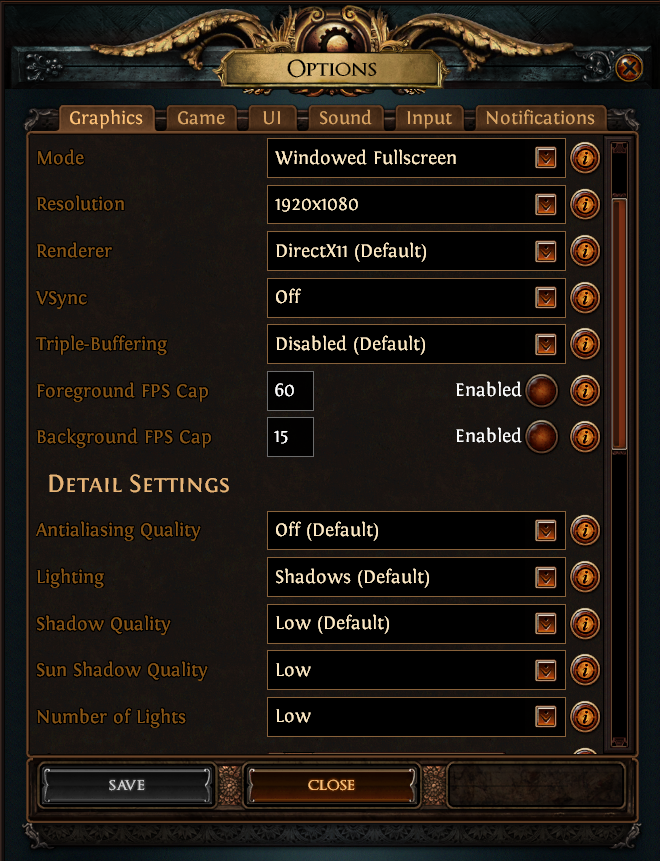 Options
Graphics Game UI Sound Input Notifications
Mode Windowed Fullscreen
Resolution 1920x1080
Renderer DirectX11 (Default)
VSync Off
Triple-Buffering Disabled (Default)
Foreground FPS Cap 60 Enabled
Background FPS Cap 15 Enabled
Detail Settings
Antialiasing Quality Off (Default)
Lighting Shadows (Default)
Shadow Quality Low (Default)
Sun Shadow Quality Low
Number of Lights Low
SAVE CLOSE